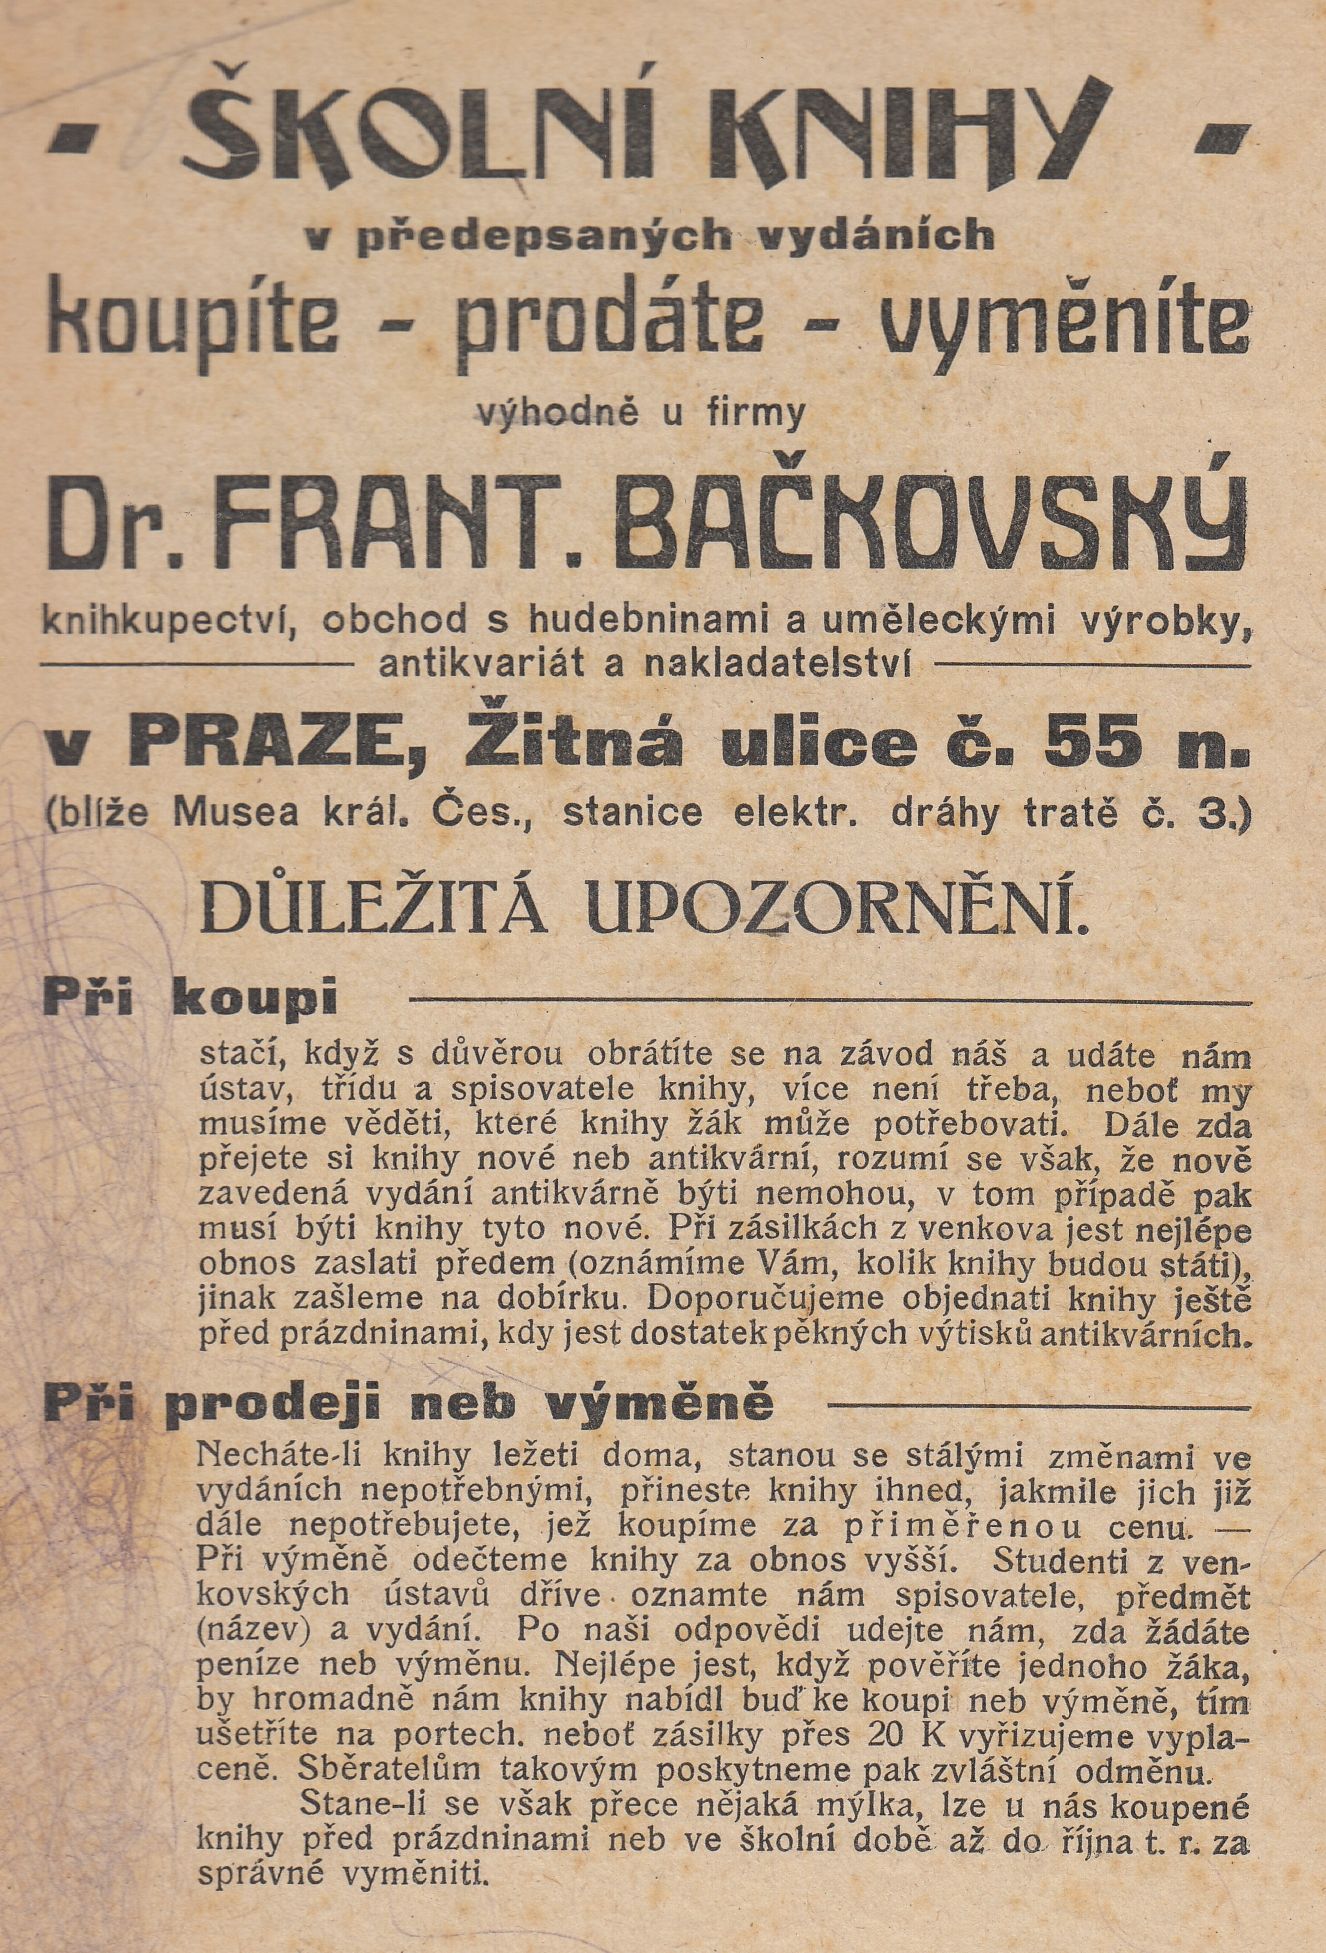 - ŠKOLNÍ KNIHY -
v předepsaných vydáních
koupíte - prodáte - vyměníte
výhodně u firmy
Dr. FRANT. BAČKOVSKÝ
knihkupectví, obchod s hudebninami a uměleckými výrobky,
antikvariát a nakladatelství
v PRAZE, Žitná ulice č. 55 n.
(blíže Musea král. Čes., stanice elektr. dráhy tratě č. 3.)
DŮLEŽITÁ UPOZORNĚNÍ.
Při koupi
stačí, když s důvěrou obrátíte se na závod náš a udáte nám
ústav, třídu a spisovatele knihy, více není třeba, neboť my
musíme věděti, které knihy žák může potřebovati. Dále zda
přejete si knihy nové neb antikvární, rozumí se však, že nově
zavedená vydání antikvárně býti nemohou, v tom případě pak
musí býti knihy tyto nové. Při zásilkách z venkova jest nejlépe
obnos zaslati předem (oznámíme Vám, kolik knihy budou státi),
jinak zašleme na dobírku. Doporučujeme objednati knihy ještě
před prázdninami, kdy jest dostatek pěkných výtisků antikvárních.
Při prodeji neb výměně
Necháte-li knihy ležeti doma, stanou se stálými změnami ve
vydáních nepotřebnými, přineste knihy ihned, jakmile jich již
dále nepotřebujete, jež koupíme za přiměřenou cenu. —
Při výměně odečteme knihy za obnos vyšší. Studenti z ven-
kovských ústavů dříve oznamte nám spisovatele, předmět
(název) a vydání. Po naši odpovědi udejte nám, zda žádáte
peníze neb výměnu. Nejlépe jest, když pověříte jednoho žáka,
by hromadně nám knihy nabídl buď ke koupi neb výměně, tím
ušetříte na portech. neboť zásilky přes 20 K vyřizujeme vypla-
ceně. Sběratelům takovým poskytneme pak zvláštní odměnu.
Stane-li se však přece nějaká mýlka, lze u nás koupené
knihy před prázdninami neb ve školní době až do října t. r. za
správné vyměniti.